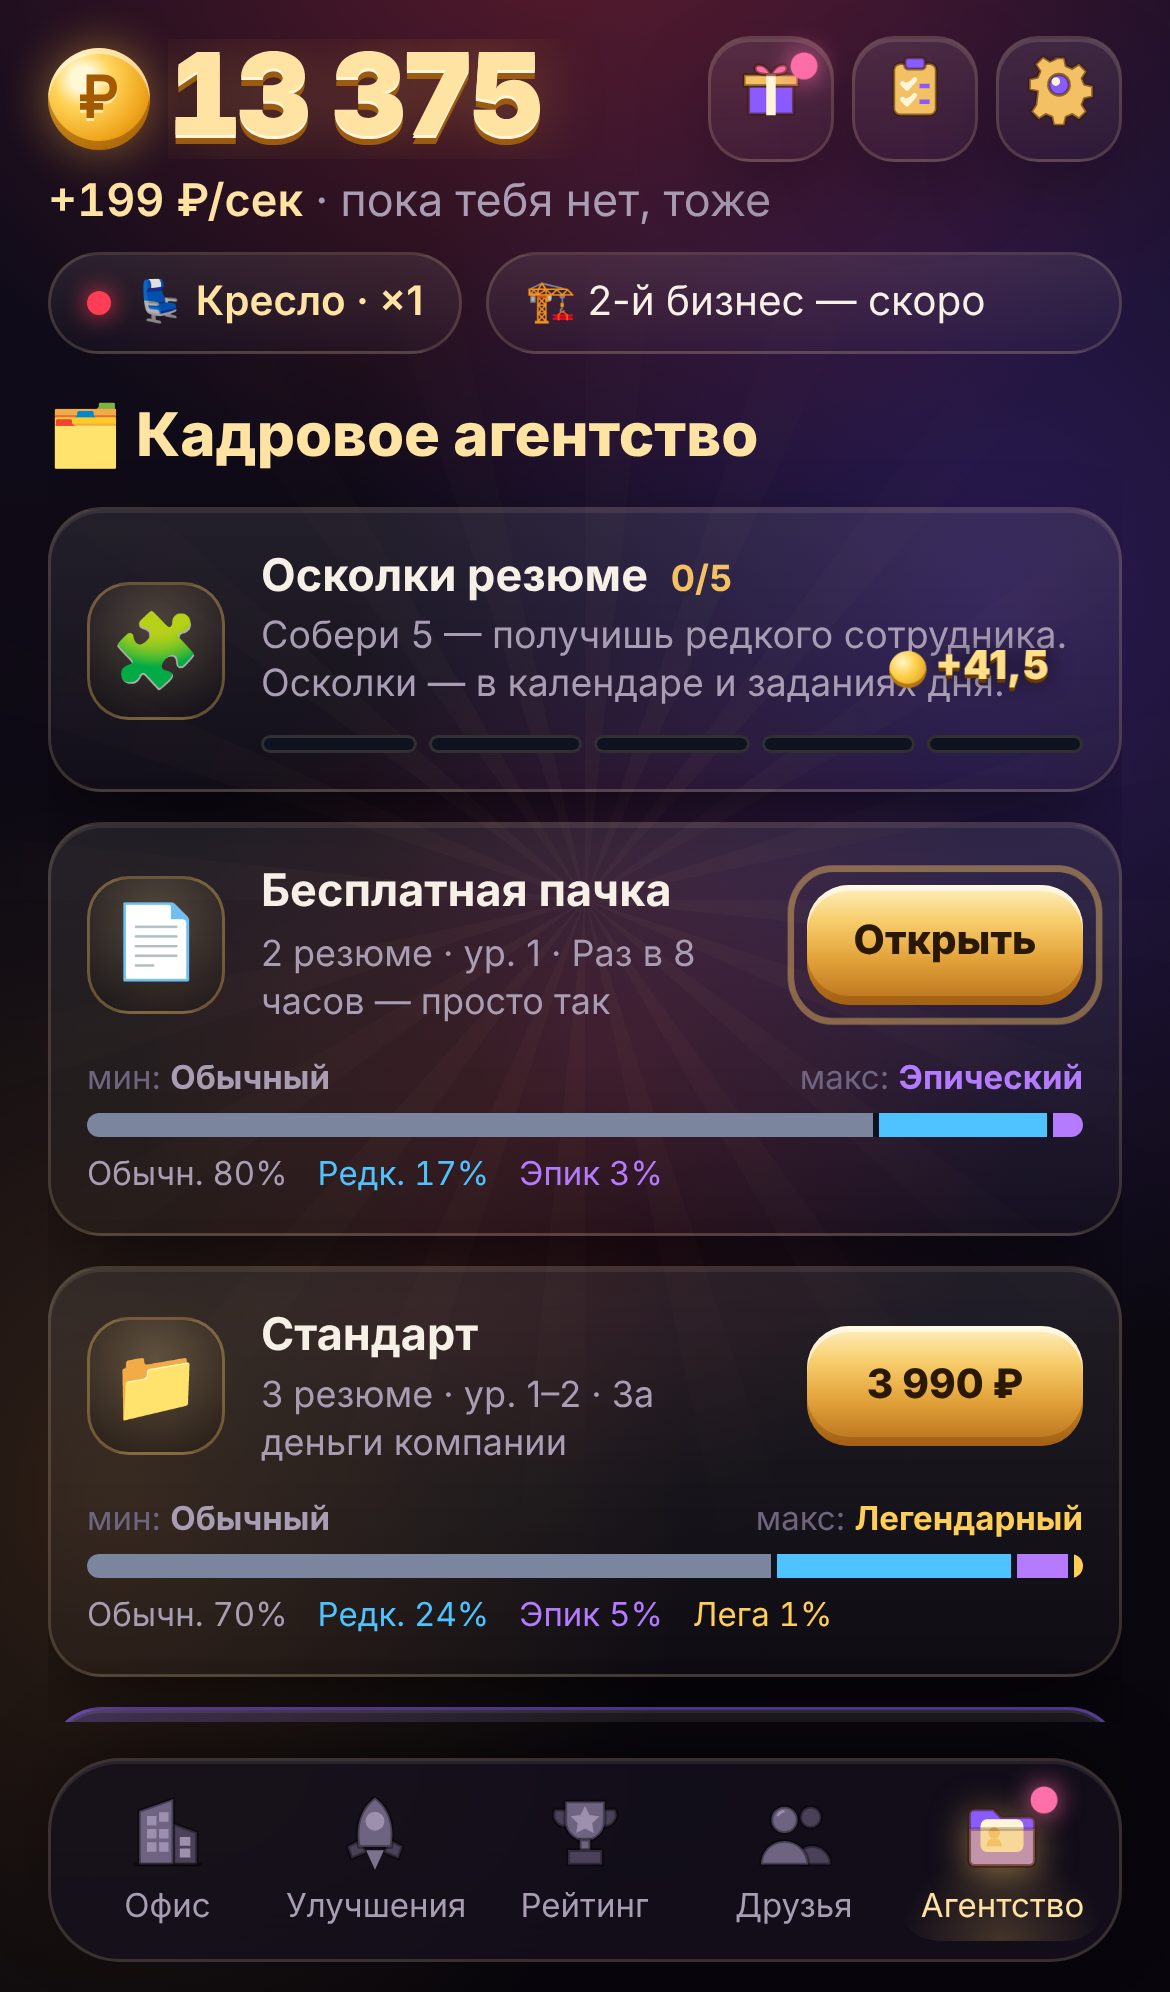 ₽ 13 375
+199 ₽/сек · пока тебя нет, тоже
Кресло · ×1
2-й бизнес — скоро
Кадровое агентство
Осколки резюме 0/5
Собери 5 — получишь редкого сотрудника.
Осколки — в календаре и заданиях дня.
+41,5
Бесплатная пачка
2 резюме · ур. 1 · Раз в 8
часов — просто так
Открыть
мин: Обычный
макс: Эпический
Обычн. 80% Редк. 17% Эпик 3%
Стандарт
3 резюме · ур. 1–2 · За
деньги компании
3 990 ₽
мин: Обычный
макс: Легендарный
Обычн. 70% Редк. 24% Эпик 5% Лега 1%
Офис
Улучшения
Рейтинг
Друзья
Агентство